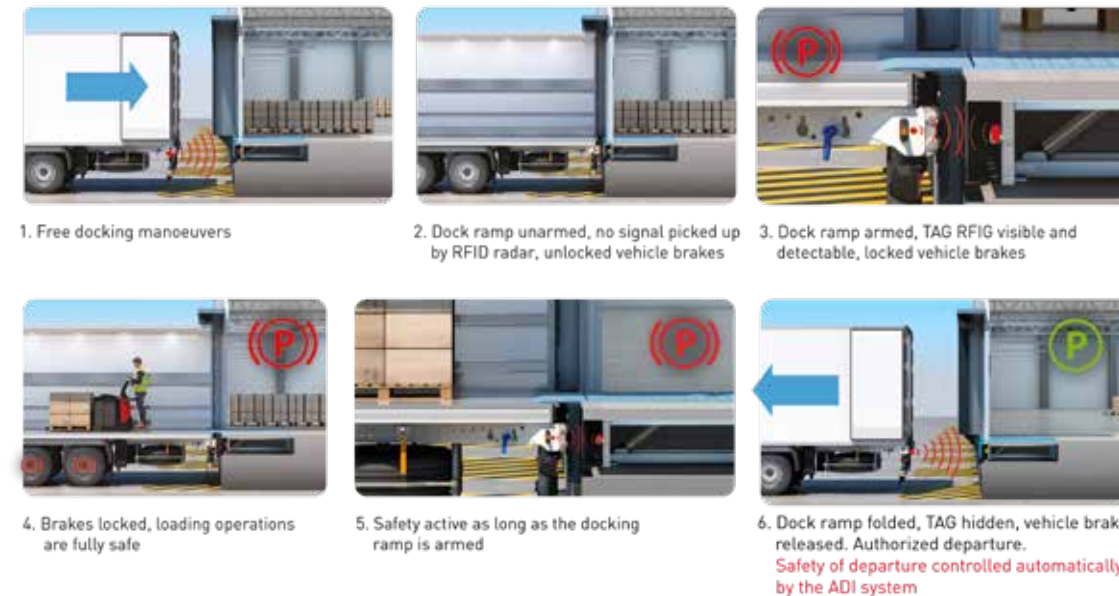 P
1. Free docking manoeuvers
2. Dock ramp unarmed, no signal picked up
by RFID radar, unlocked vehicle brakes
3. Dock ramp armed, TAG RFIG visible and
detectable, locked vehicle brakes
P
P
P
4. Brakes locked, loading operations
are fully safe
5. Safety active as long as the docking
ramp is armed
6. Dock ramp folded, TAG hidden, vehicle brak
released. Authorized departure.
Safety of departure controlled automatically
by the ADI system